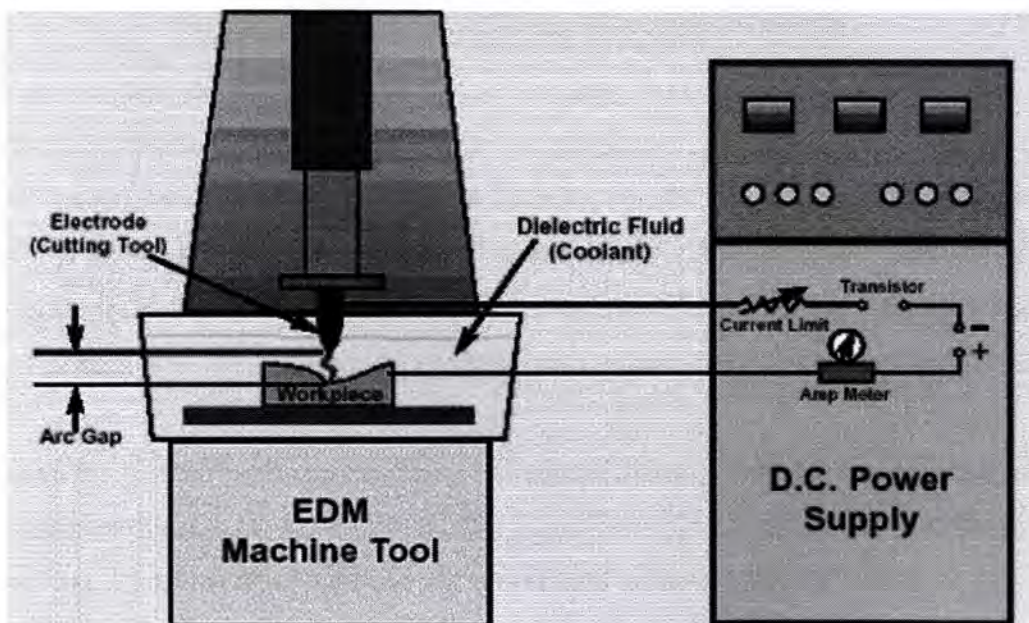 Electrode
(Cutting Tool)
Dielectric Fluid
(Coolant)
Transistor
Current Limit
−
+
Workpiece
Amp Meter
Arc Gap
EDM
Machine Tool
D.C. Power
Supply